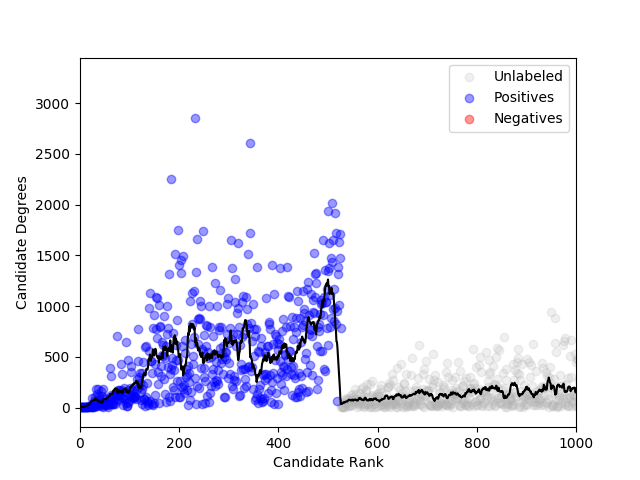 Unlabeled
Positives
Negatives
3000
2500
2000
1500
1000
500
0
Candidate Degrees
0 200 400 600 800 1000
Candidate Rank